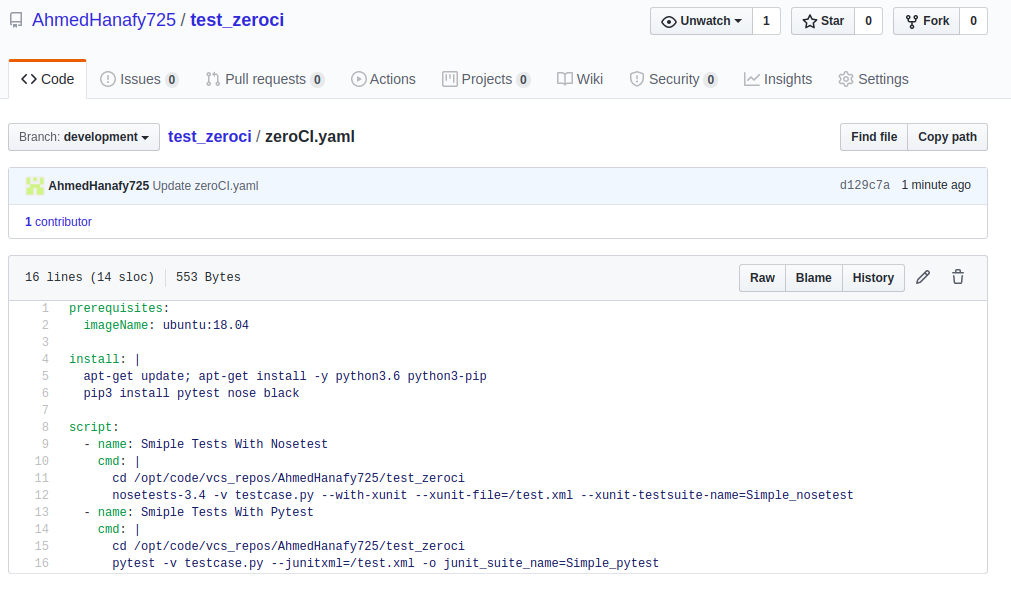 AhmedHanafy725 / test_zeroci Unwatch 1 Star 0 Fork 0
Code Issues 0 Pull requests 0 Actions Projects 0 Wiki Security 0 Insights Settings
Branch: development test_zeroci / zeroCI.yaml Find file Copy path
AhmedHanafy725 Update zeroCI.yaml d129c7a 1 minute ago
1 contributor
16 lines (14 sloc) 553 Bytes Raw Blame History
1 prerequisites:
2   imageName: ubuntu:18.04
3
4 install: |
5   apt-get update; apt-get install -y python3.6 python3-pip
6   pip3 install pytest nose black
7
8 script:
9   - name: Smiple Tests With Nosetest
10     cmd: |
11       cd /opt/code/vcs_repos/AhmedHanafy725/test_zeroci
12       nosetests-3.4 -v testcase.py --with-xunit --xunit-file=/test.xml --xunit-testsuite-name=Simple_nosetest
13   - name: Smiple Tests With Pytest
14     cmd: |
15       cd /opt/code/vcs_repos/AhmedHanafy725/test_zeroci
16       pytest -v testcase.py --junitxml=/test.xml -o junit_suite_name=Simple_pytest